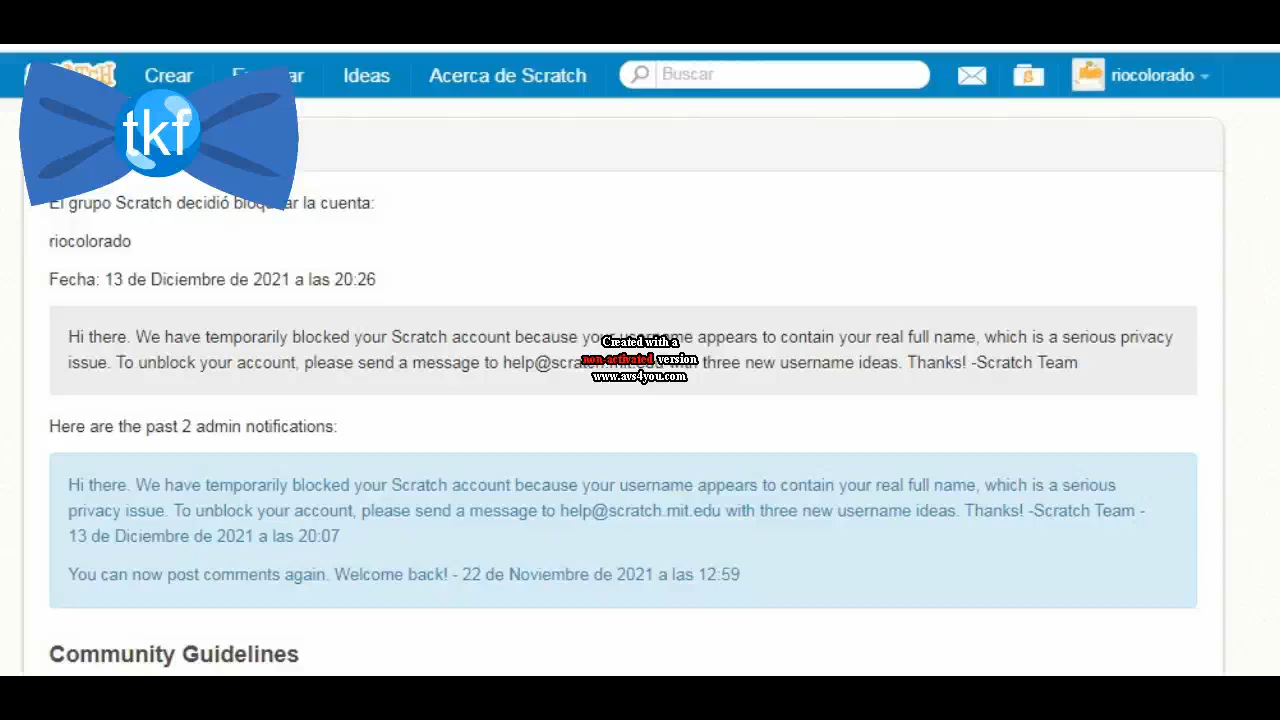 Crear
Ideas
Acerca de Scratch
Buscar
riocolorado
tkf
El grupo Scratch decidió bloquear la cuenta:
riocolorado
Fecha: 13 de Diciembre de 2021 a las 20:26
Hi there. We have temporarily blocked your Scratch account because your username appears to contain your real full name, which is a serious privacy
issue. To unblock your account, please send a message to help@scratch.mit.edu with three new username ideas. Thanks! -Scratch Team
Created with a
non-activated version
www.avs4you.com
Here are the past 2 admin notifications:
Hi there. We have temporarily blocked your Scratch account because your username appears to contain your real full name, which is a serious
privacy issue. To unblock your account, please send a message to help@scratch.mit.edu with three new username ideas. Thanks! -Scratch Team -
13 de Diciembre de 2021 a las 20:07
You can now post comments again. Welcome back! - 22 de Noviembre de 2021 a las 12:59
Community Guidelines